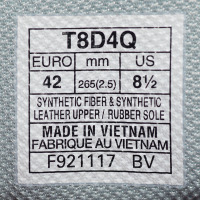 T8D4Q
EURO mm US
42 265(2.5) 8½
SYNTHETIC FIBER & SYNTHETIC
LEATHER UPPER / RUBBER SOLE
MADE IN VIETNAM
FABRIQUE AU VIETNAM
F921117 BV